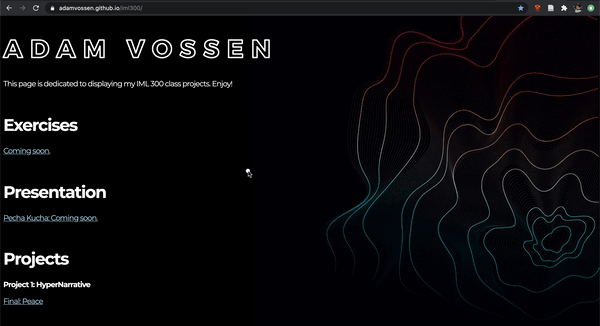 adamvossen.github.io/iml300/
ADAM VOSSEN
This page is dedicated to displaying my IML 300 class projects. Enjoy!
Exercises
Coming soon.
Presentation
Pecha Kucha: Coming soon.
Projects
Project 1: HyperNarrative
Final: Peace